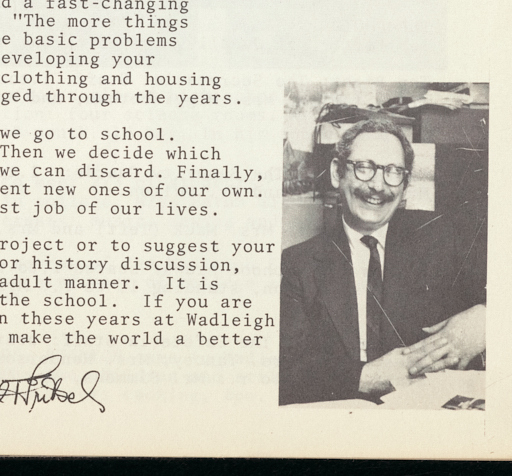 d a fast-changing
"The more things
e basic problems
eveloping your
clothing and housing
ged through the years.
we go to school.
Then we decide which
we can discard. Finally,
ent new ones of our own.
st job of our lives.
roject or to suggest your
or history discussion,
adult manner. It is
the school. If you are
n these years at Wadleigh
make the world a better